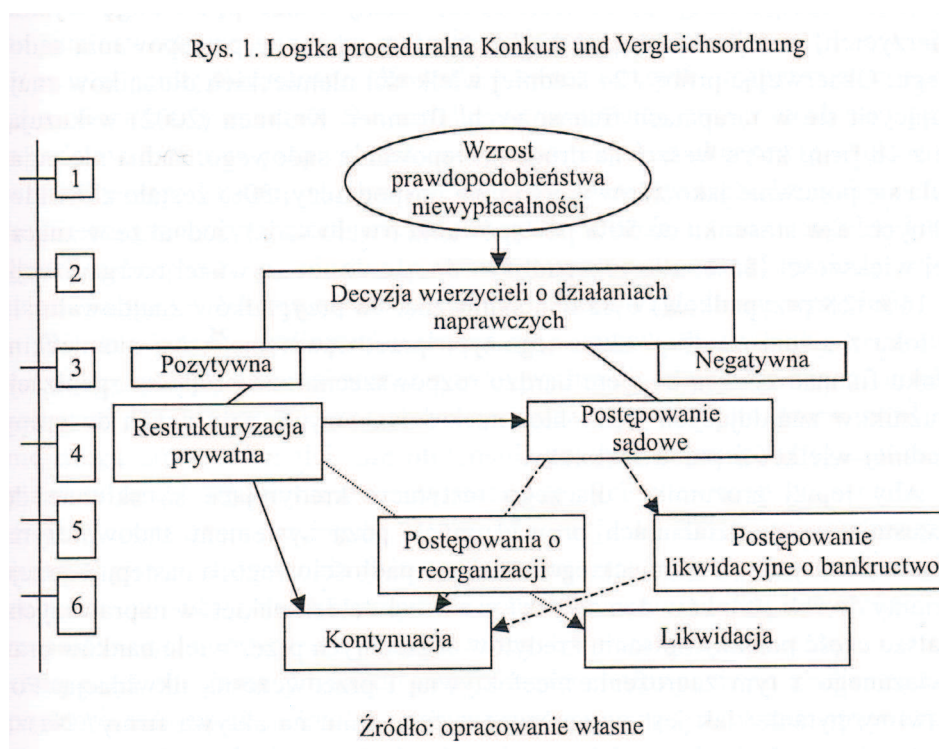 Rys. 1. Logika proceduralna Konkurs und Vergleichsordnung
1
Wzrost
prawdopodobieństwa
niewypłacalności
2
Decyzja wierzycieli o działaniach
naprawczych
3
Pozytywna
Negatywna
4
Restrukturyzacja
prywatna
Postępowanie
sądowe
5
Postępowania o
reorganizacji
Postępowanie
likwidacyjne o bankructwo
6
Kontynuacja
Likwidacja
Źródło: opracowanie własne